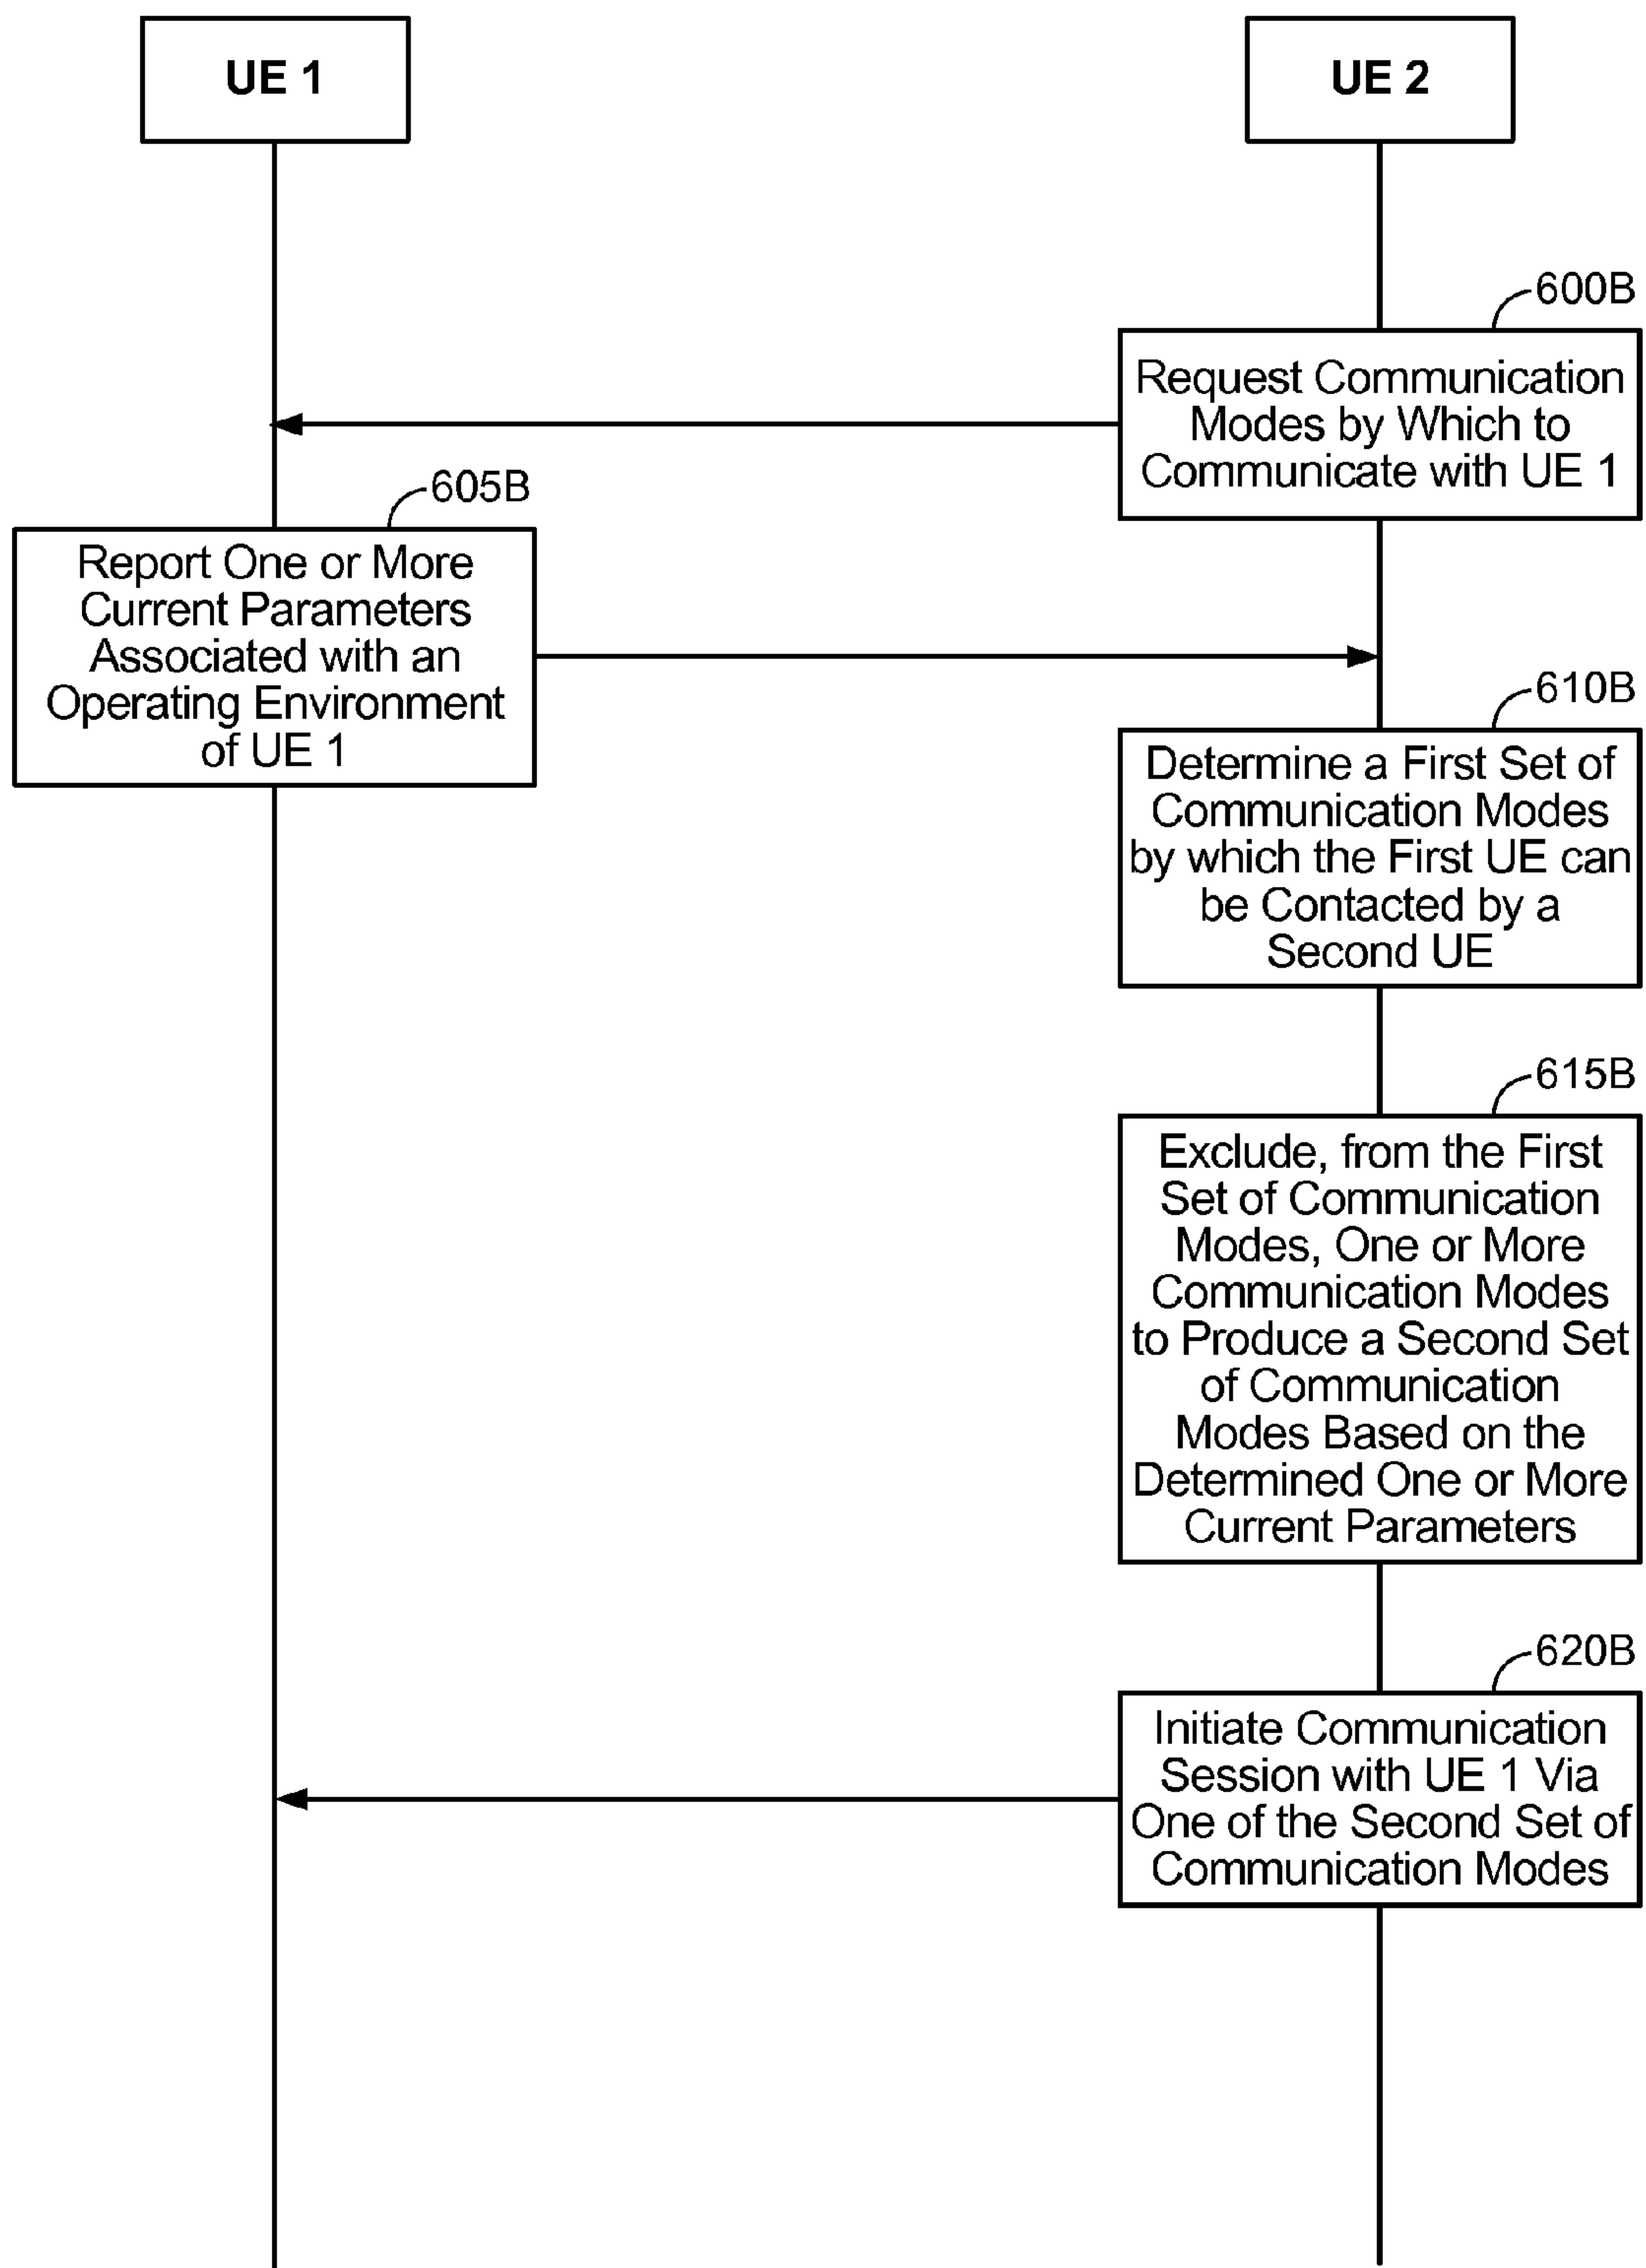 UE 1
UE 2
600B
Request Communication
Modes by Which to
Communicate with UE 1
605B
Report One or More
Current Parameters
Associated with an
Operating Environment
of UE 1
610B
Determine a First Set of
Communication Modes
by which the First UE can
be Contacted by a
Second UE
615B
Exclude, from the First
Set of Communication
Modes, One or More
Communication Modes
to Produce a Second Set
of Communication
Modes Based on the
Determined One or More
Current Parameters
620B
Initiate Communication
Session with UE 1 Via
One of the Second Set of
Communication Modes